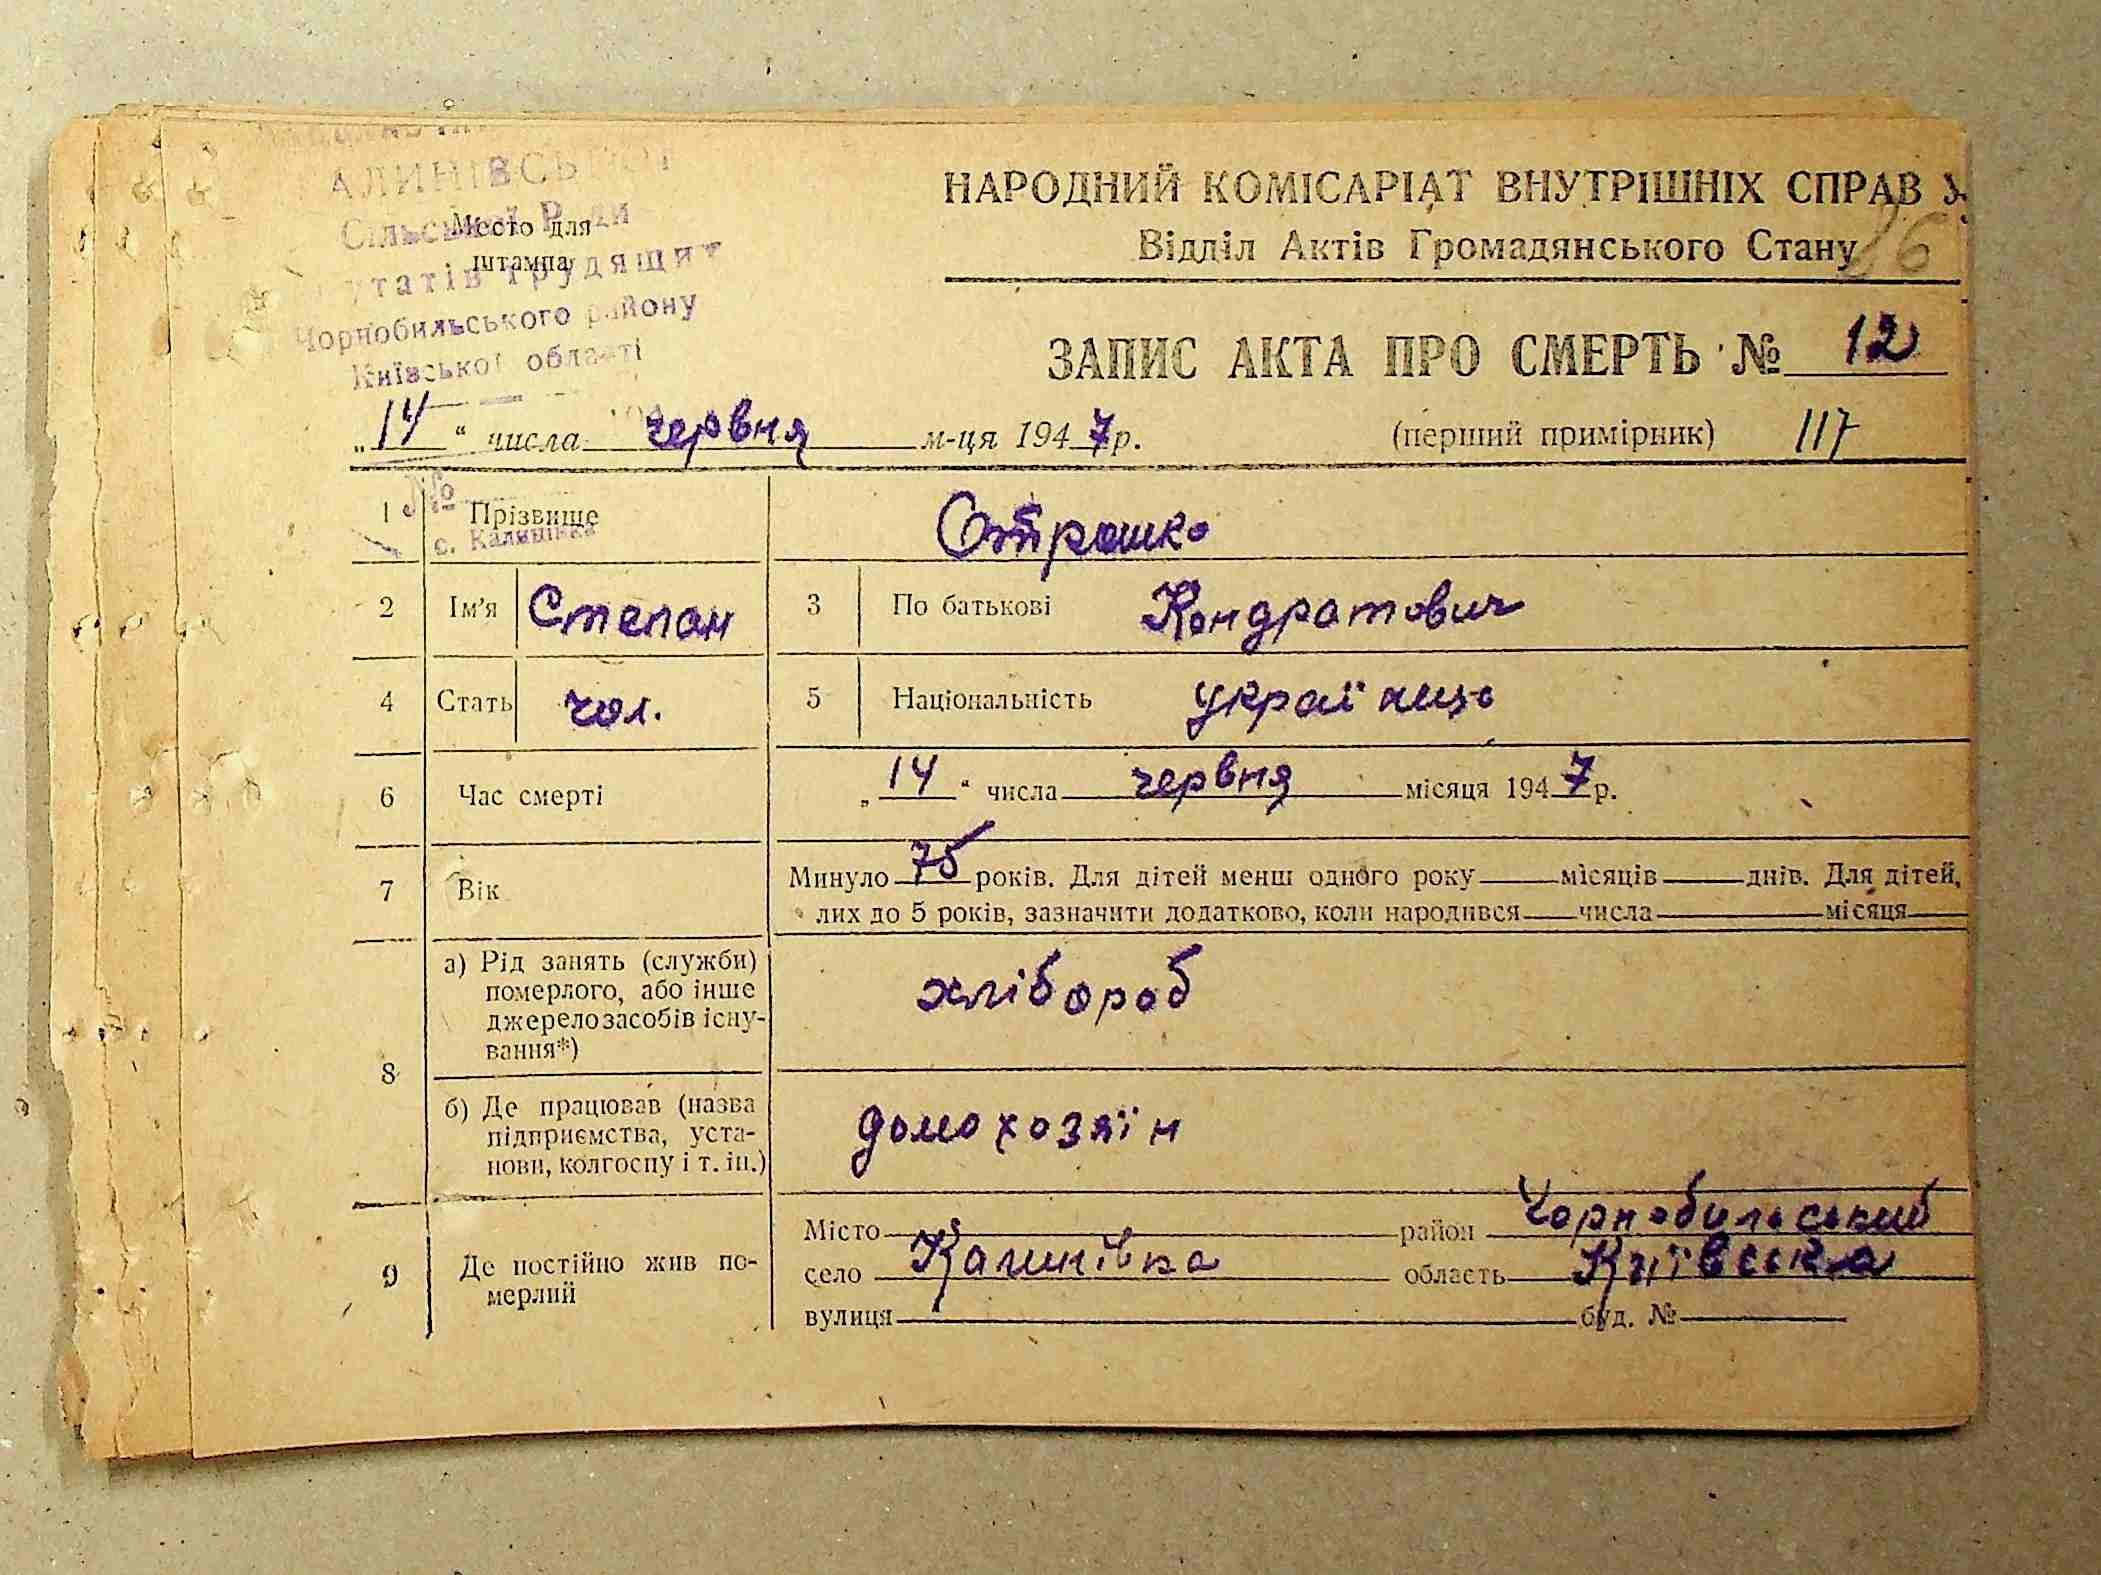 АЛИНІВСЬКОЇ
Сільської Ради
Место для
штампа
утатів трудящих
Чорнобильського району
Київської області
НАРОДНИЙ КОМІСАРІАТ ВНУТРІШНІХ СПРАВ У
Відділ Актів Громадянського Стану
26
ЗАПИС АКТА ПРО СМЕРТЬ № 12
„14“ числа червня м-ця 1947р.
(перший примірник) 117
№
с. Калинівка
1 Прізвище Отрошко
2 Ім'я Степан 3 По батькові Кондратович
4 Стать чол. 5 Національність українць
6 Час смерті „14“ числа червня місяця 1947р.
7 Вік Минуло 75 років. Для дітей менш одного року місяців днів. Для дітей,
лих до 5 років, зазначити додатково, коли народився числа місяця
8 а) Рід занять (служби)
померлого, або інше
джерело засобів існу-
вання*)
хлібороб
б) Де працював (назва
підприємства, уста-
нови, колгоспу і т. ін.)
домохозяїн
9 Де постійно жив по-
мерлий
Місто район Чорнобильський
село Калинівка область Київська
вулиця буд. №